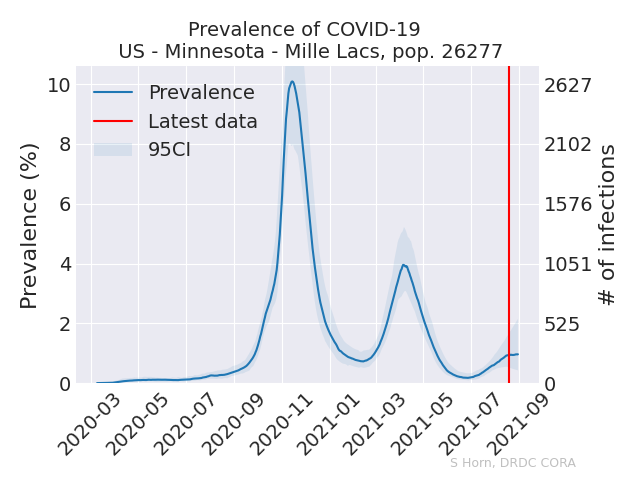 Prevalence of COVID-19
US - Minnesota - Mille Lacs, pop. 26277
Prevalence
Latest data
95CI
Prevalence (%)
10
8
6
4
2
0
2627
2102
1576
1051
525
0
# of infections
2020-03
2020-05
2020-07
2020-09
2020-11
2021-01
2021-03
2021-05
2021-07
2021-09
S Horn, DRDC CORA